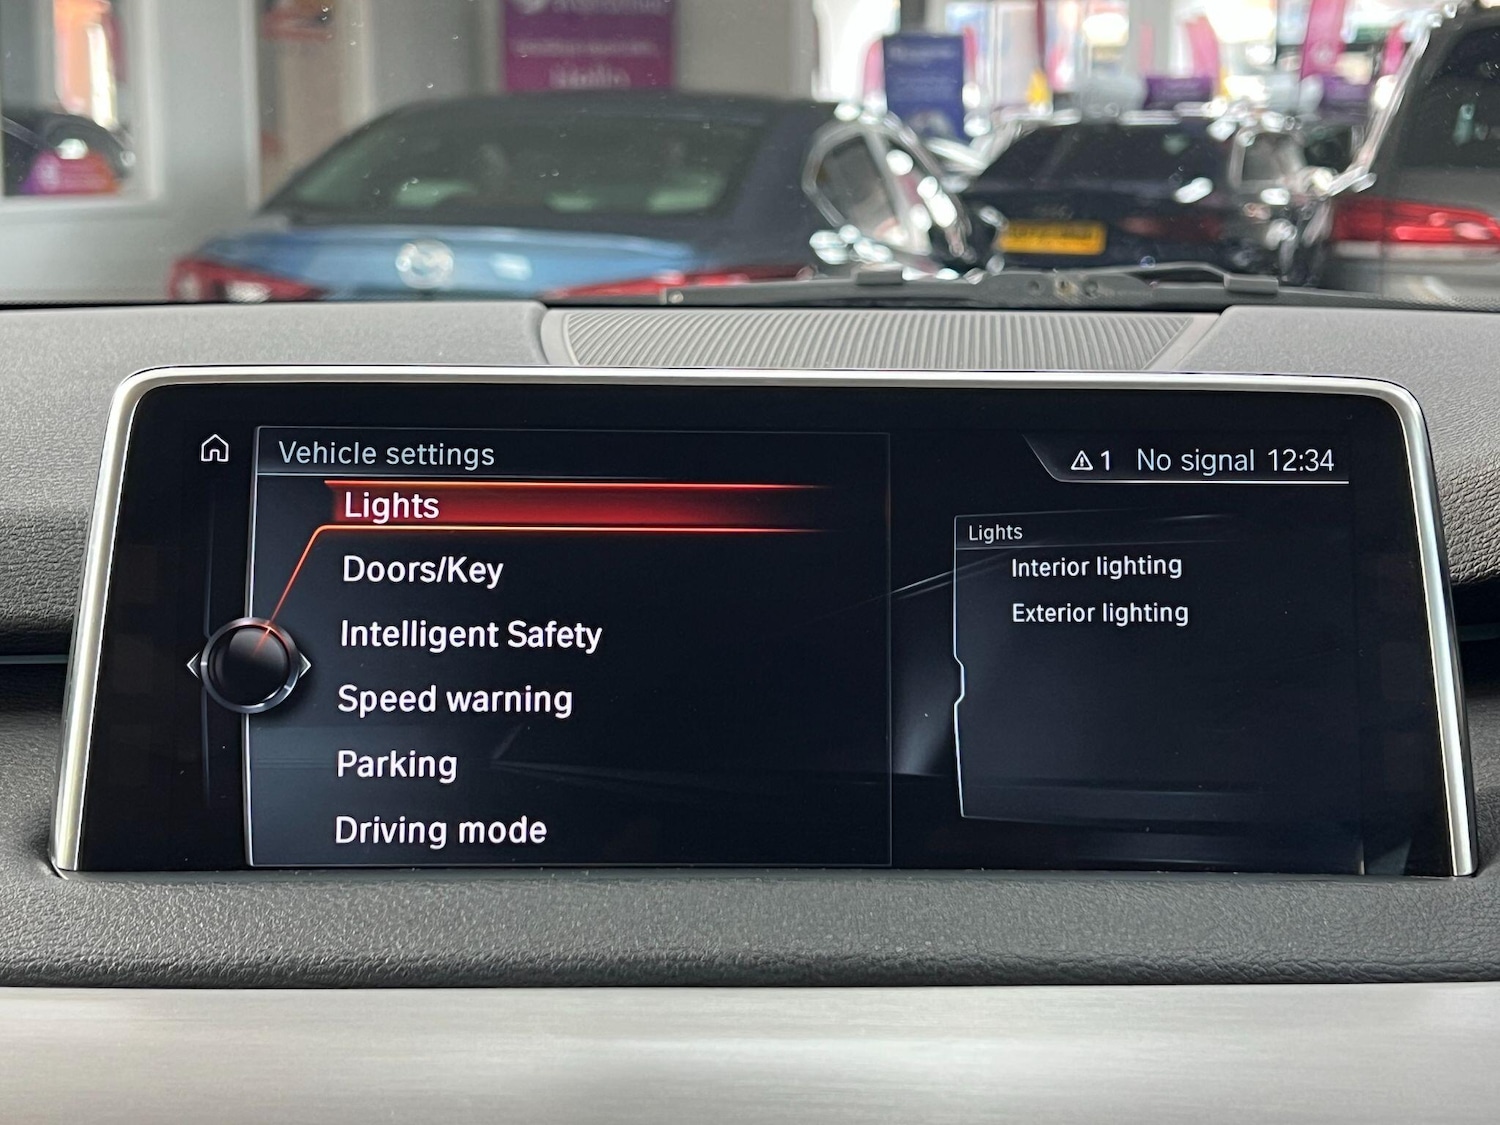 Vehicle settings
Lights
Doors/Key
Intelligent Safety
Speed warning
Parking
Driving mode
1 No signal 12:34
Lights
Interior lighting
Exterior lighting